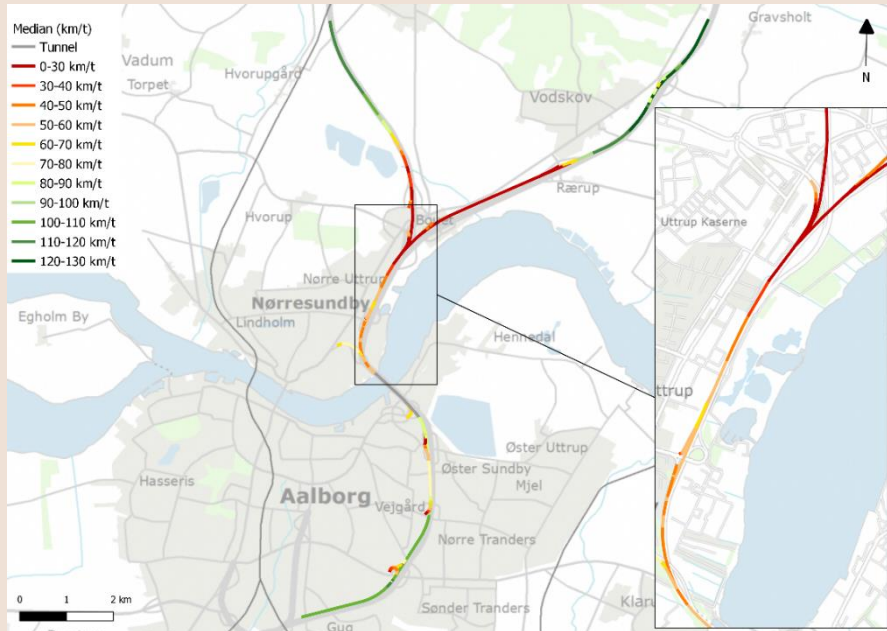 Median (km/t)
Tunnel
0-30 km/t
30-40 km/t
40-50 km/t
50-60 km/t
60-70 km/t
70-80 km/t
80-90 km/t
90-100 km/t
100-110 km/t
110-120 km/t
120-130 km/t
Gravsholt
N
Vadum
Torpet
Hvorupgård
Vodskov
Rærup
Hvorup
Uttrup Kaserne
Nørre Uttrup
Nørresundby
Lindholm
Egholm By
Hennedal
ttrup
Øster Uttrup
Øster Sundby
Mjel
Hasseris
Aalborg
Vejgård
Nørre Tranders
Sønder Tranders
Klaru
Gug
0 1 2 km